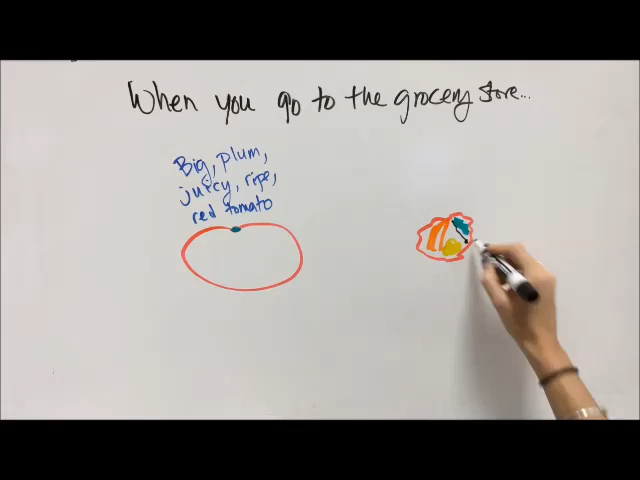 When you go to the grocery store...
Big, plum,
juicy, ripe,
red tomato